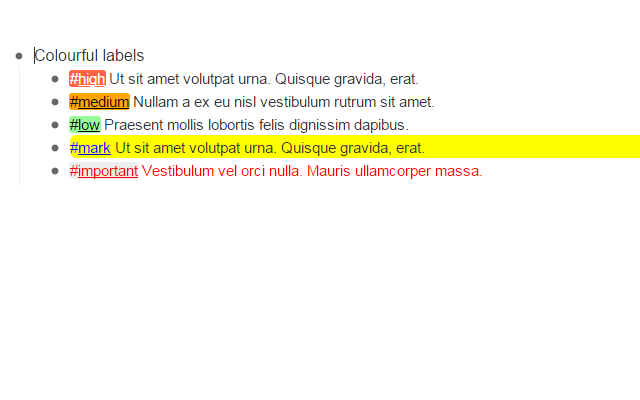 Colourful labels
#high Ut sit amet volutpat urna. Quisque gravida, erat.
#medium Nullam a ex eu nisl vestibulum rutrum sit amet.
#low Praesent mollis lobortis felis dignissim dapibus.
#mark Ut sit amet volutpat urna. Quisque gravida, erat.
#important Vestibulum vel orci nulla. Mauris ullamcorper massa.